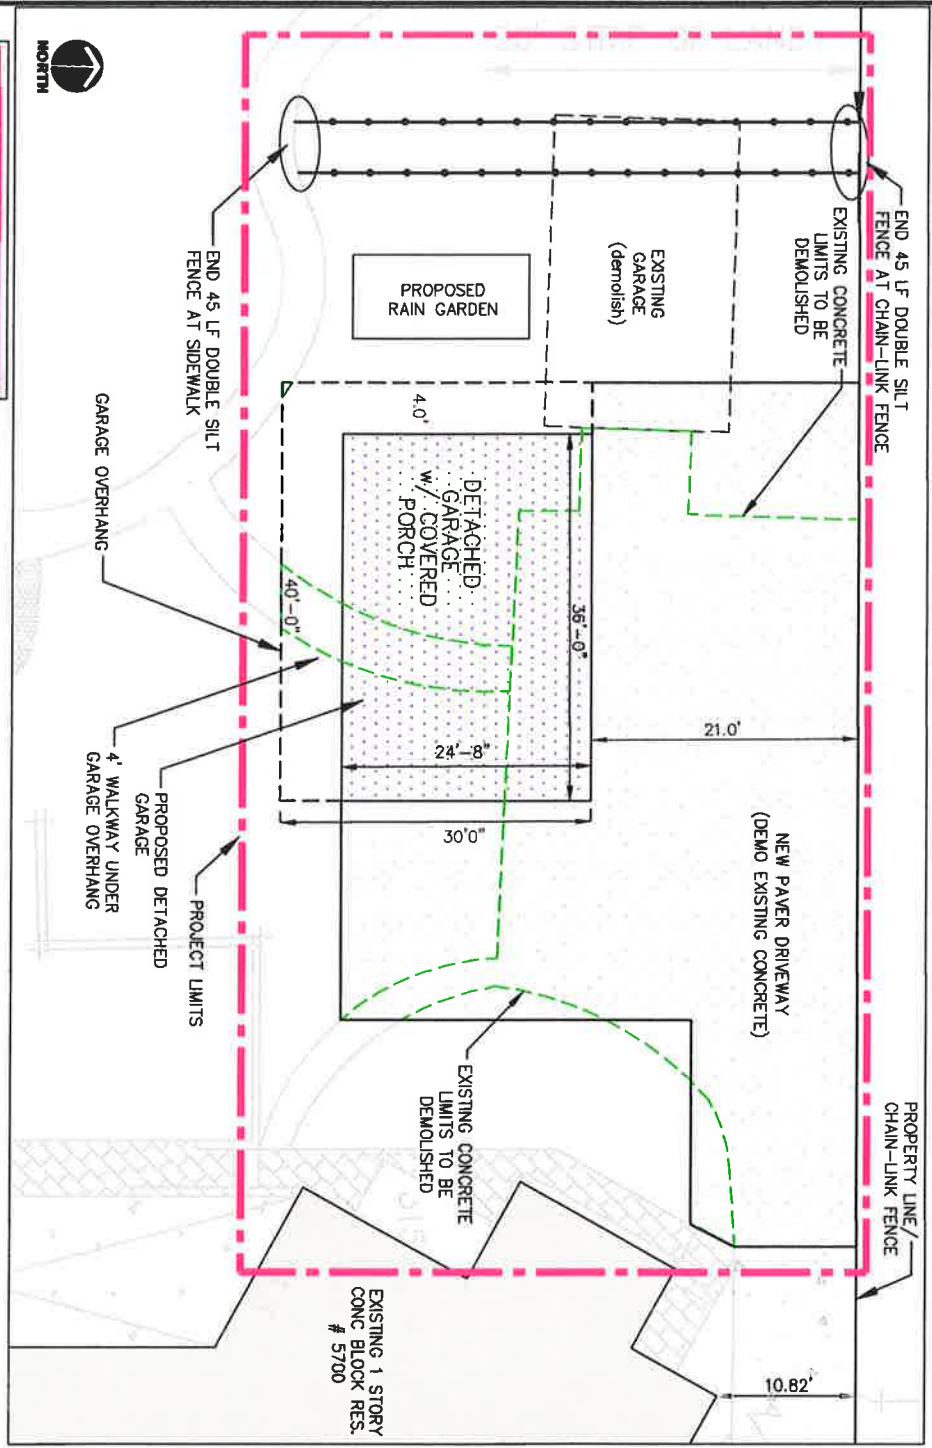 NORTH
END 45 LF DOUBLE SILT
FENCE AT CHAIN-LINK FENCE
EXISTING CONCRETE
LIMITS TO BE
DEMOLISHED
EXISTING
GARAGE
(demolish)
PROPOSED
RAIN GARDEN
END 45 LF DOUBLE SILT
FENCE AT SIDEWALK
GARAGE OVERHANG
4.0'
DETACHED
GARAGE
w/ COVERED
PORCH
36'-0"
40'-0"
24'-8"
30'0"
21.0'
NEW PAVER DRIVEWAY
(DEMO EXISTING CONCRETE)
4' WALKWAY UNDER
GARAGE OVERHANG
PROPOSED DETACHED
GARAGE
PROJECT LIMITS
EXISTING CONCRETE
LIMITS TO BE
DEMOLISHED
PROPERTY LINE/
CHAIN-LINK FENCE
EXISTING 1 STORY
CONC BLOCK RES.
# 5700
10.82'